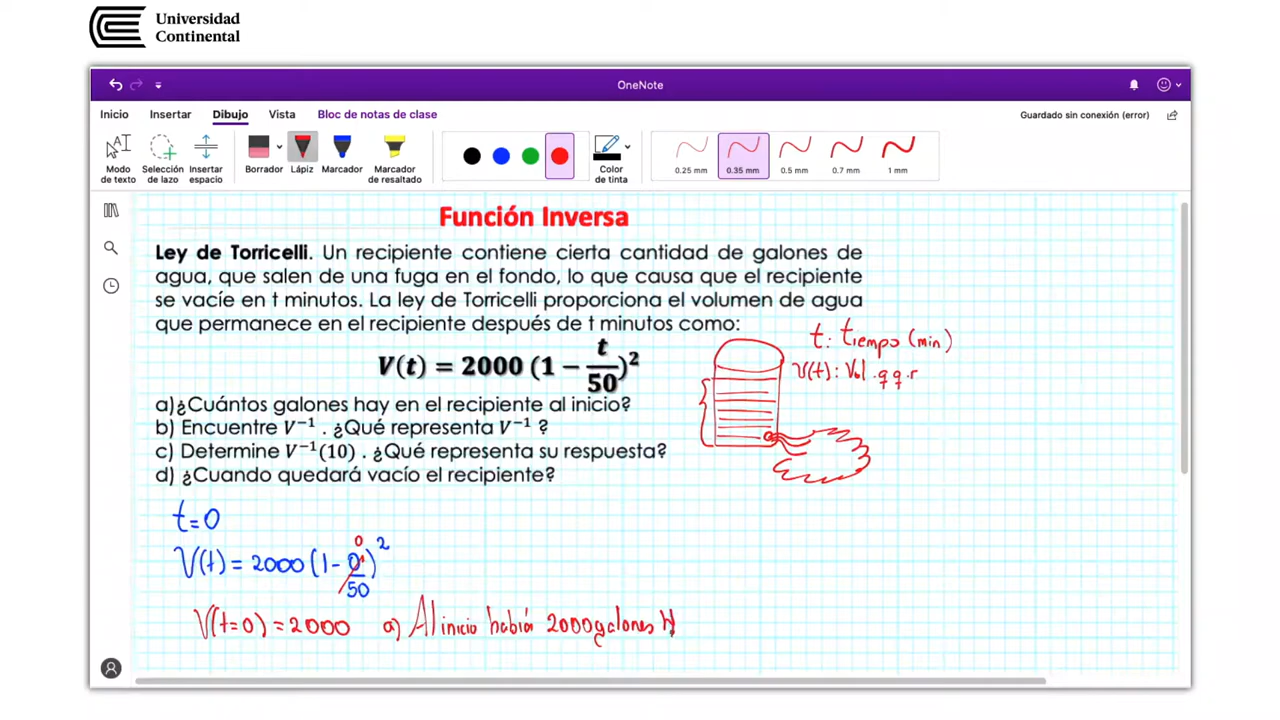 Universidad
Continental
OneNote
Inicio Insertar Dibujo Vista Bloc de notas de clase
Guardado sin conexión (error)
Modo de texto
Selección de lazo
Insertar espacio
Borrador
Lápiz
Marcador
Marcador de resaltado
Color de tinta
0.25 mm 0.35 mm 0.5 mm 0.7 mm 1 mm
Función Inversa
Ley de Torricelli. Un recipiente contiene cierta cantidad de galones de
agua, que salen de una fuga en el fondo, lo que causa que el recipiente
se vacíe en t minutos. La ley de Torricelli proporciona el volumen de agua
que permanece en el recipiente después de t minutos como:
V(t) = 2000 (1 − t/50)²
a)¿Cuántos galones hay en el recipiente al inicio?
b) Encuentre V⁻¹ . ¿Qué representa V⁻¹ ?
c) Determine V⁻¹(10) . ¿Qué representa su respuesta?
d) ¿Cuando quedará vacío el recipiente?
t: tiempo (min)
V(t): Vol. q q.r
t=0
V(t) = 2000 (1 - 0/50)²
0
V(t=0) = 2000 a) Al inicio había 2000 galones H